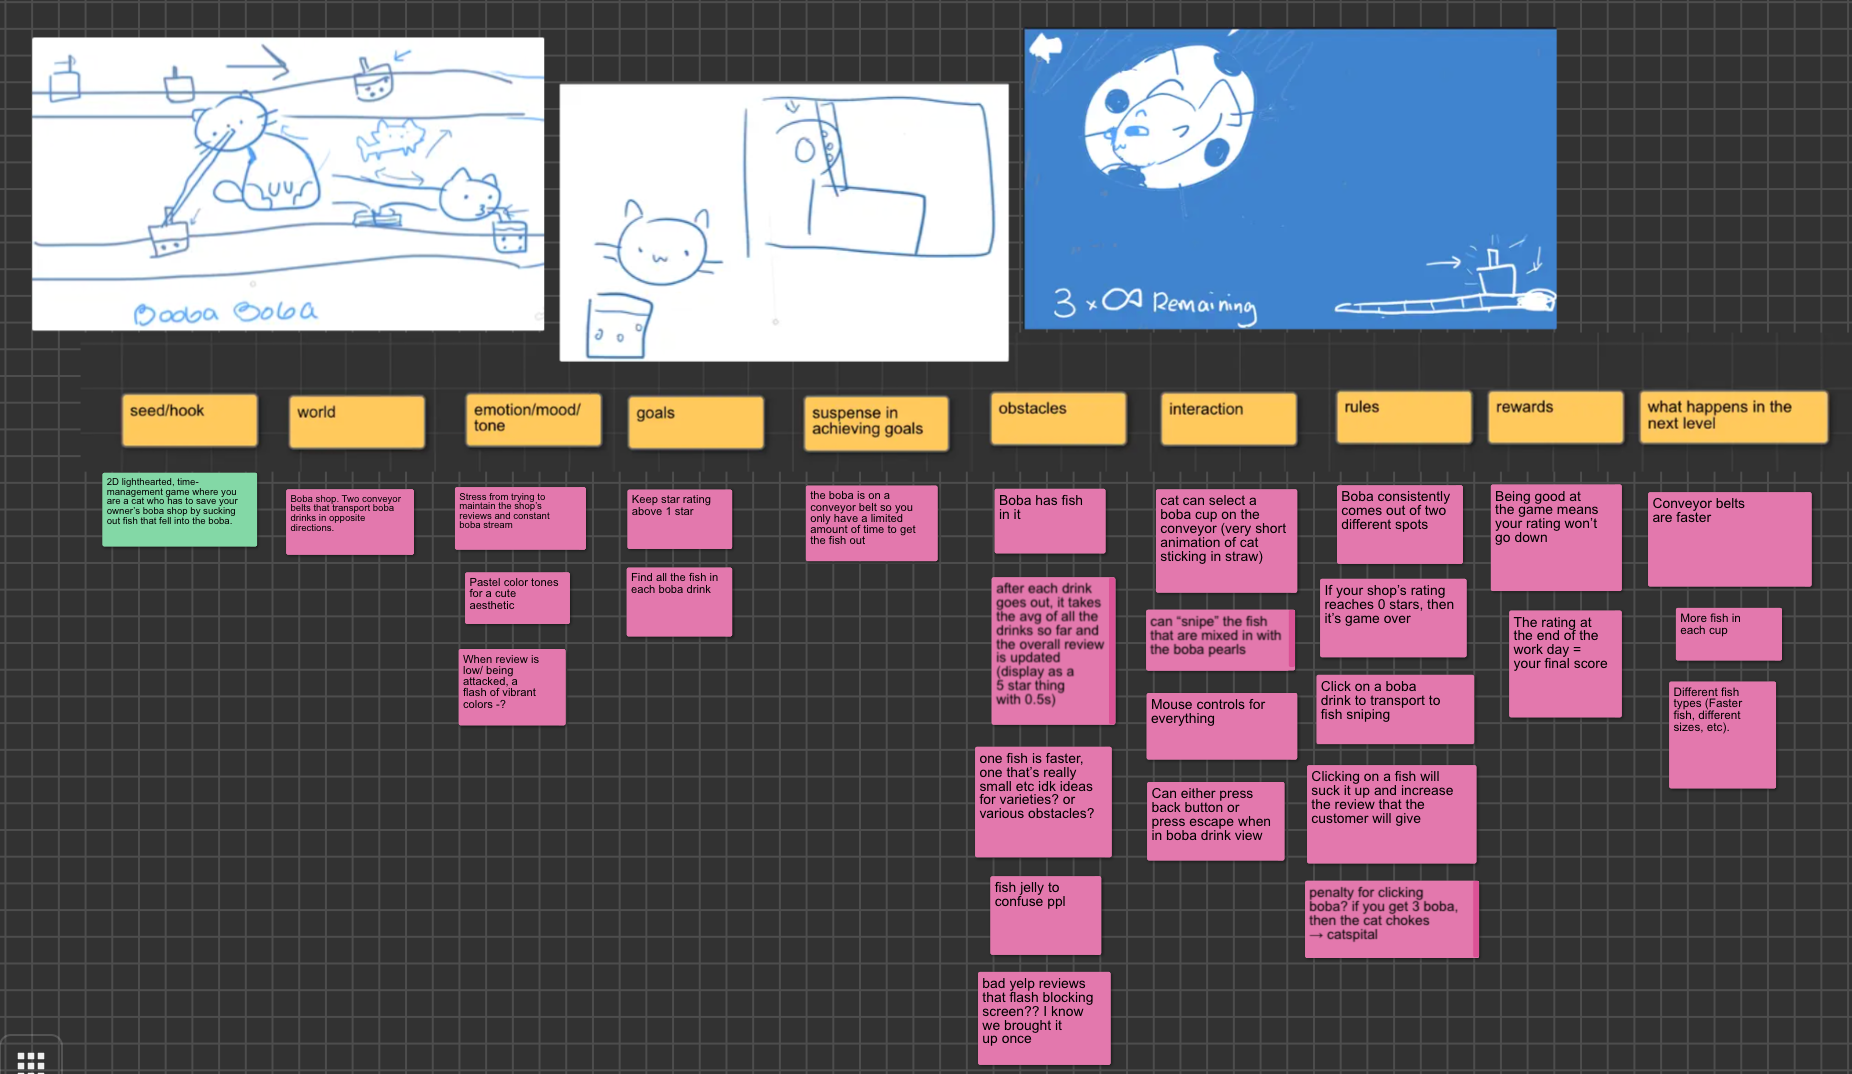 Booba Boba
3 x Remaining
seed/hook
world
emotion/mood/
tone
goals
suspense in
achieving goals
obstacles
interaction
rules
rewards
what happens in the
next level
2D lighthearted, time-
management game where you
are a cat who has to save your
owner's boba shop by sucking
out fish that fell into the boba.
Boba shop. Two conveyor
belts that transport boba
drinks in opposite
directions.
Stress from trying to
maintain the shop's
reviews and constant
boba stream
Pastel color tones
for a cute
aesthetic
When review is
low/ being
attacked, a
flash of vibrant
colors -?
Keep star rating
above 1 star
Find all the fish in
each boba drink
the boba is on a
conveyor belt so you
only have a limited
amount of time to get
the fish out
Boba has fish
in it
after each drink
goes out, it takes
the avg of all the
drinks so far and
the overall review
is updated
(display as a
5 star thing
with 0.5s)
one fish is faster,
one that's really
small etc idk ideas
for varieties? or
various obstacles?
fish jelly to
confuse ppl
bad yelp reviews
that flash blocking
screen?? I know
we brought it
up once
cat can select a
boba cup on the
conveyor (very short
animation of cat
sticking in straw)
can “snipe” the fish
that are mixed in with
the boba pearls
Mouse controls for
everything
Can either press
back button or
press escape when
in boba drink view
Boba consistently
comes out of two
different spots
If your shop's rating
reaches 0 stars, then
it's game over
Click on a boba
drink to transport to
fish sniping
Clicking on a fish will
suck it up and increase
the review that the
customer will give
penalty for clicking
boba? if you get 3 boba,
then the cat chokes
→ catspital
Being good at
the game means
your rating won't
go down
The rating at
the end of the
work day =
your final score
Conveyor belts
are faster
More fish in
each cup
Different fish
types (Faster
fish, different
sizes, etc).